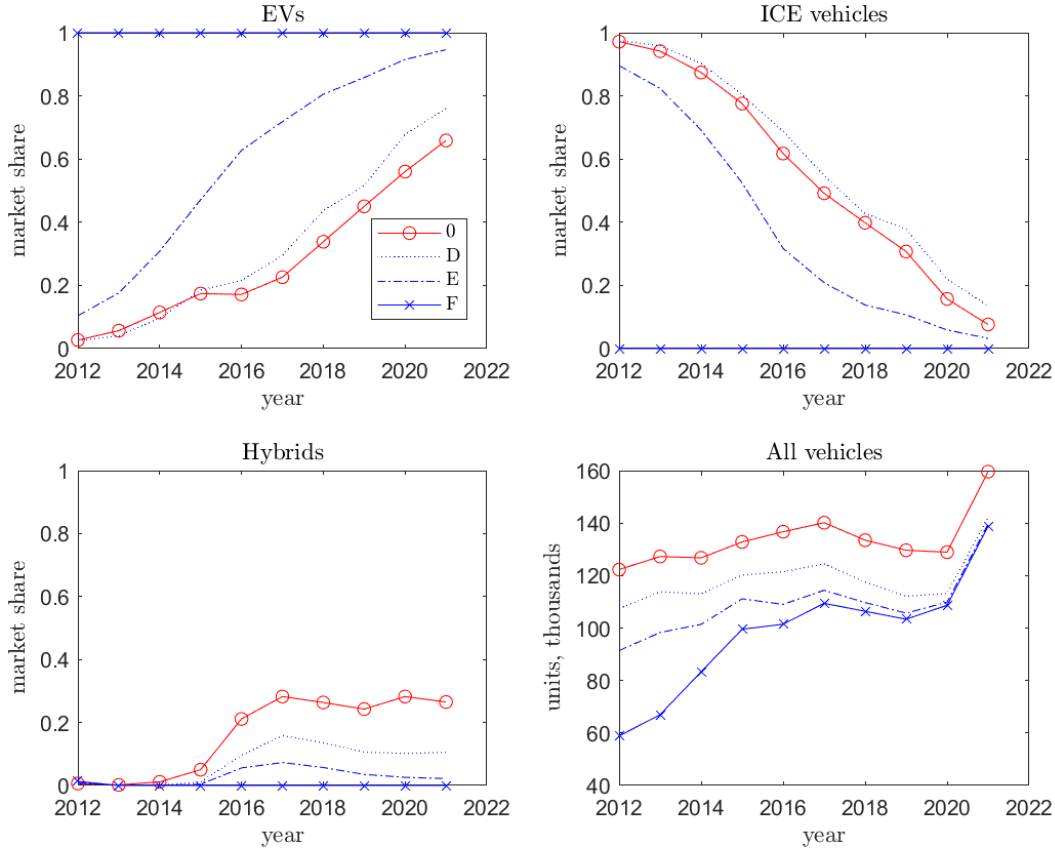 EVs
1
0.8
0.6
0.4
0.2
0
market share
2012 2014 2016 2018 2020 2022
year
0
D
E
F
ICE vehicles
1
0.8
0.6
0.4
0.2
0
market share
2012 2014 2016 2018 2020 2022
year
Hybrids
1
0.8
0.6
0.4
0.2
0
market share
2012 2014 2016 2018 2020 2022
year
All vehicles
160
140
120
100
80
60
40
units, thousands
2012 2014 2016 2018 2020 2022
year